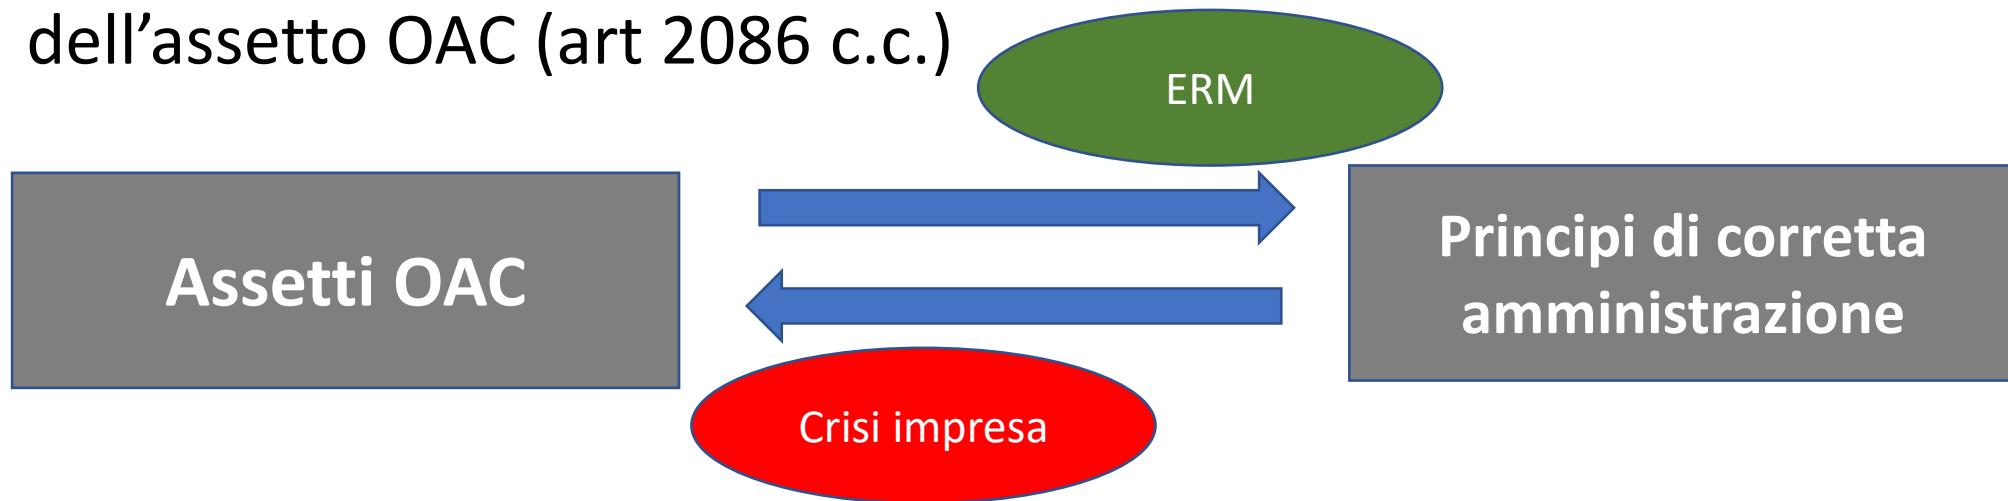 dell’assetto OAC (art 2086 c.c.)
ERM
Assetti OAC
Principi di corretta
amministrazione
Crisi impresa